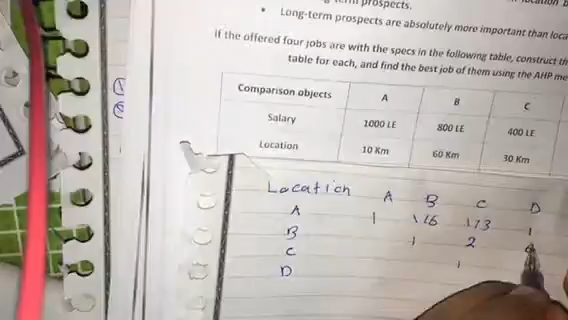 prospects.
• Long-term prospects are absolutely more important than loca
If the offered four jobs are with the specs in the following table, construct th
table for each, and find the best job of them using the AHP me
Comparison objects A B C
Salary 1000 LE 800 LE 400 LE
Location 10 Km 60 Km 30 Km
Location A B C D
A 1 1/6 1/3 1
B 1 2
C 1
D